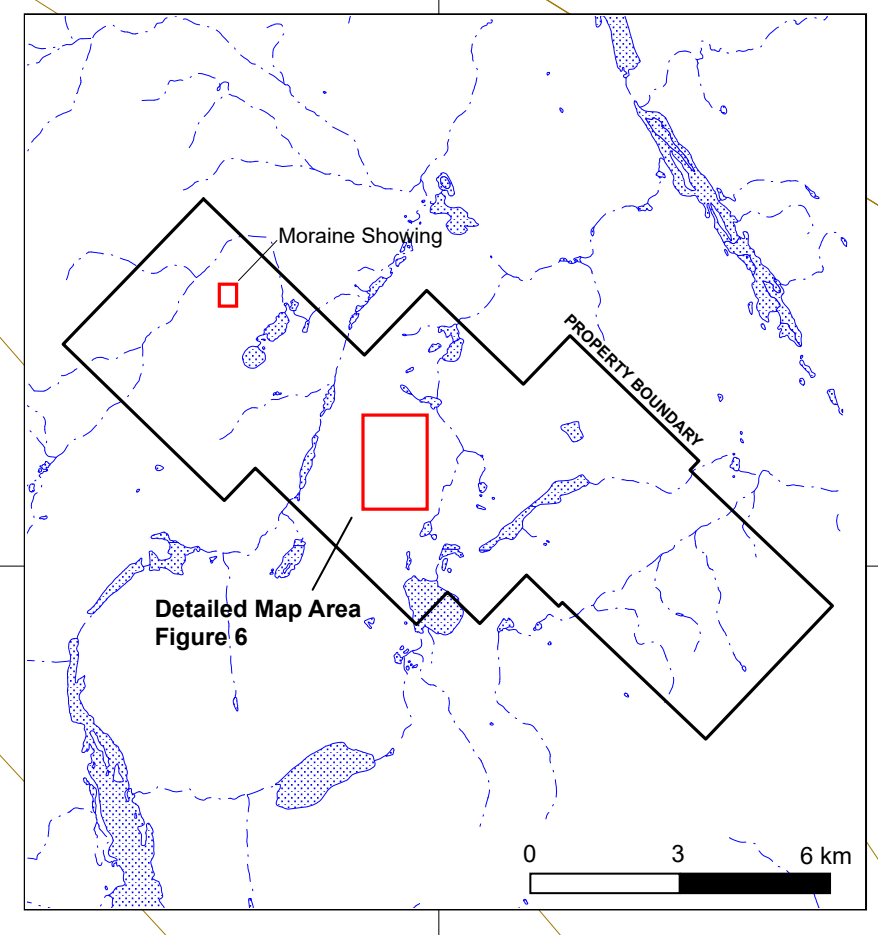 Moraine Showing
PROPERTY BOUNDARY
Detailed Map Area
Figure 6
0 3 6 km